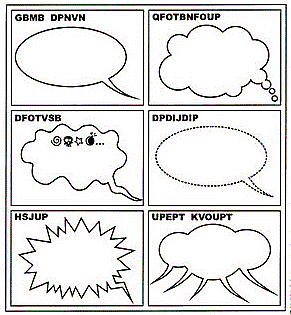 GBMB DPNVN
QFOTBNFOUP
DFOTVSB
DPDIJDIP
HSJUP
UPEPT KVOUPT